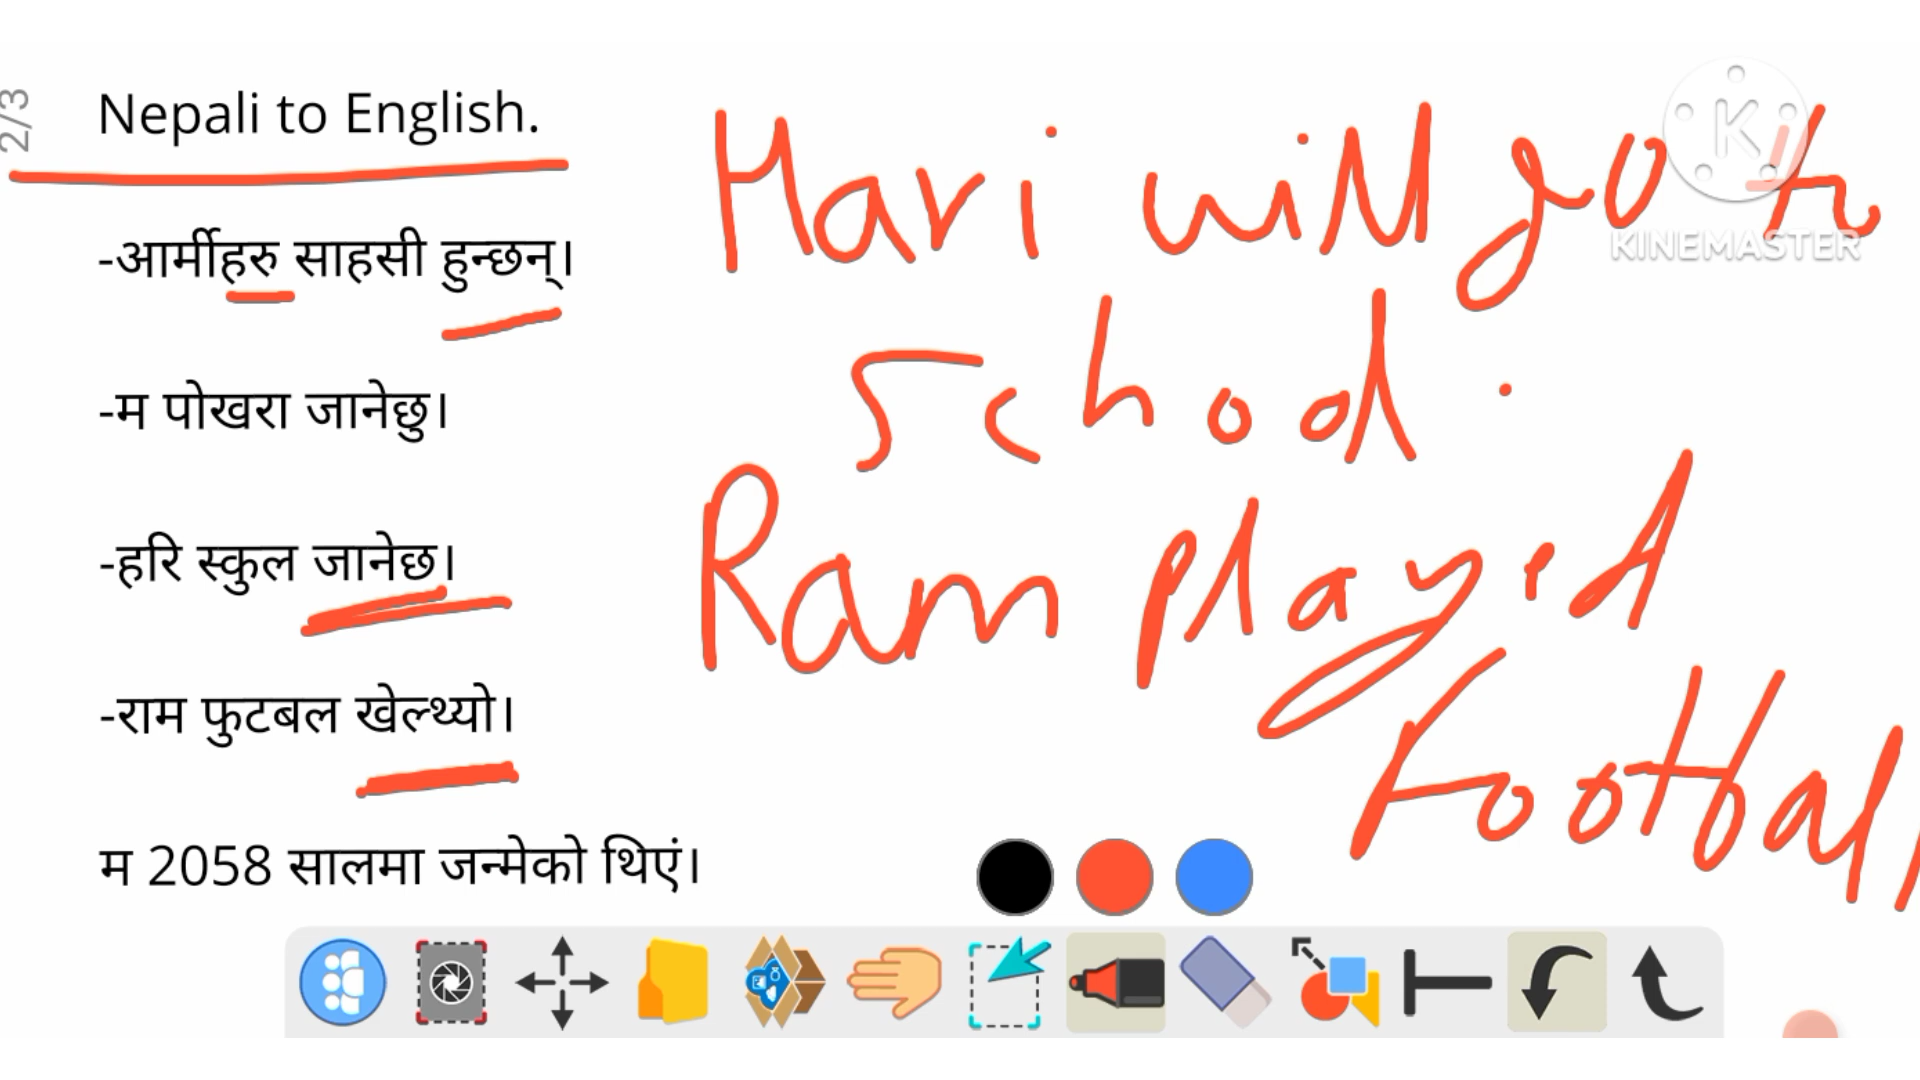 2/3
Nepali to English.
-आर्मीहरु साहसी हुन्छन्।
-म पोखरा जानेछु।
-हरि स्कुल जानेछ।
-राम फुटबल खेल्थ्यो।
म 2058 सालमा जन्मेको थिएं।
Hari will go to
School.
Ram played
Football
K
KINEMASTER